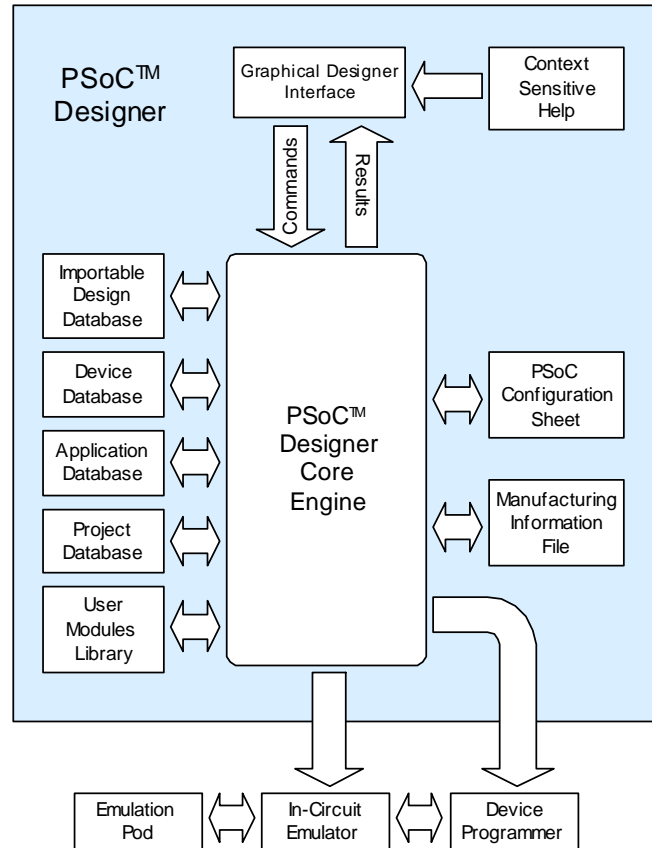 PSoC™
Designer
Graphical Designer
Interface
Context
Sensitive
Help
Commands
Results
Importable
Design
Database
Device
Database
Application
Database
Project
Database
User
Modules
Library
PSoC™
Designer
Core
Engine
PSoC
Configuration
Sheet
Manufacturing
Information
File
Emulation
Pod
In-Circuit
Emulator
Device
Programmer